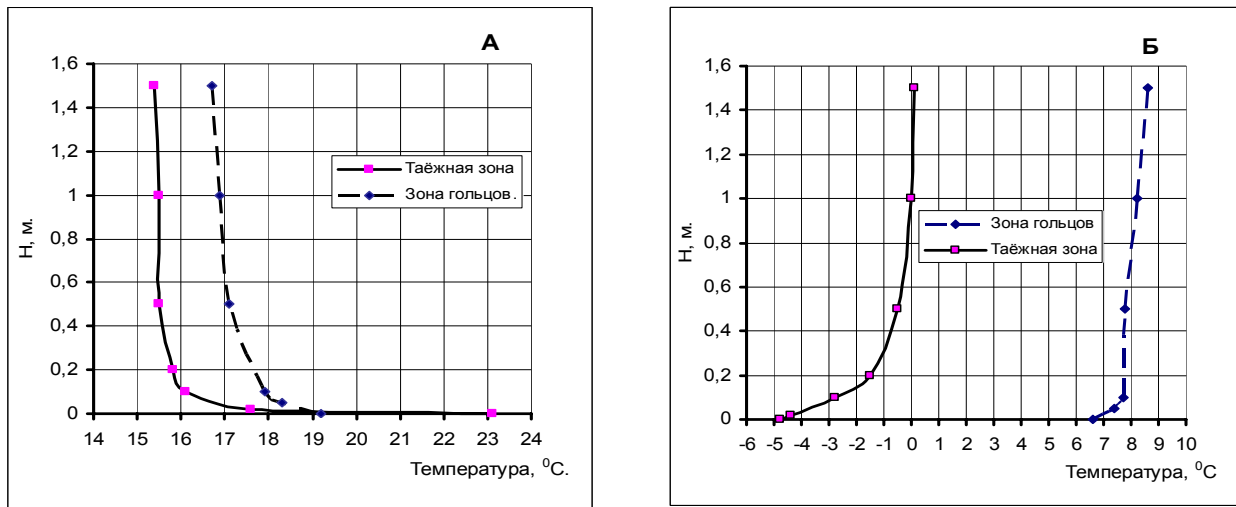 А
1,6
1,4
1,2
1
0,8
0,6
0,4
0,2
0
Н, м.
Таёжная зона
Зона гольцов.
14 15 16 17 18 19 20 21 22 23 24
Температура, ⁰С.
Б
1,6
1,4
1,2
1
0,8
0,6
0,4
0,2
0
Н, м.
Зона гольцов
Таёжная зона
-6 -5 -4 -3 -2 -1 0 1 2 3 4 5 6 7 8 9 10
Температура, ⁰С